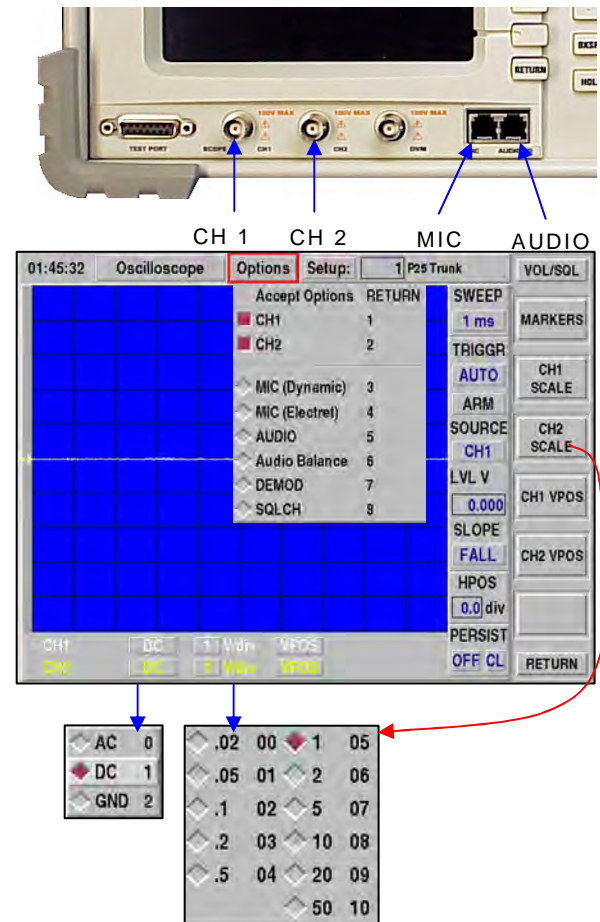 BKSP
RETURN
HOL
100V MAX 100V MAX 100V MAX
TEST PORT SCOPE CH1 CH2 DVM
CH 1 CH 2 MIC AUDIO
01:45:32 Oscilloscope Options Setup: 1 P25 Trunk VOL/SQL
Accept Options RETURN
CH1 1
CH2 2
MIC (Dynamic) 3
MIC (Electret) 4
AUDIO 5
Audio Balance 6
DEMOD 7
SQLCH 8
SWEEP
1 ms
TRIGGR
AUTO
ARM
SOURCE
CH1
LVL V
0.000
SLOPE
FALL
HPOS
0.0 div
PERSIST
OFF CL
MARKERS
CH1
SCALE
CH2
SCALE
CH1 VPOS
CH2 VPOS
RETURN
CH1 DC 1 V/div VPOS
CH2 DC 1 V/div VPOS
AC 0
DC 1
GND 2
.02 00 1 05
.05 01 2 06
.1 02 5 07
.2 03 10 08
.5 04 20 09
50 10